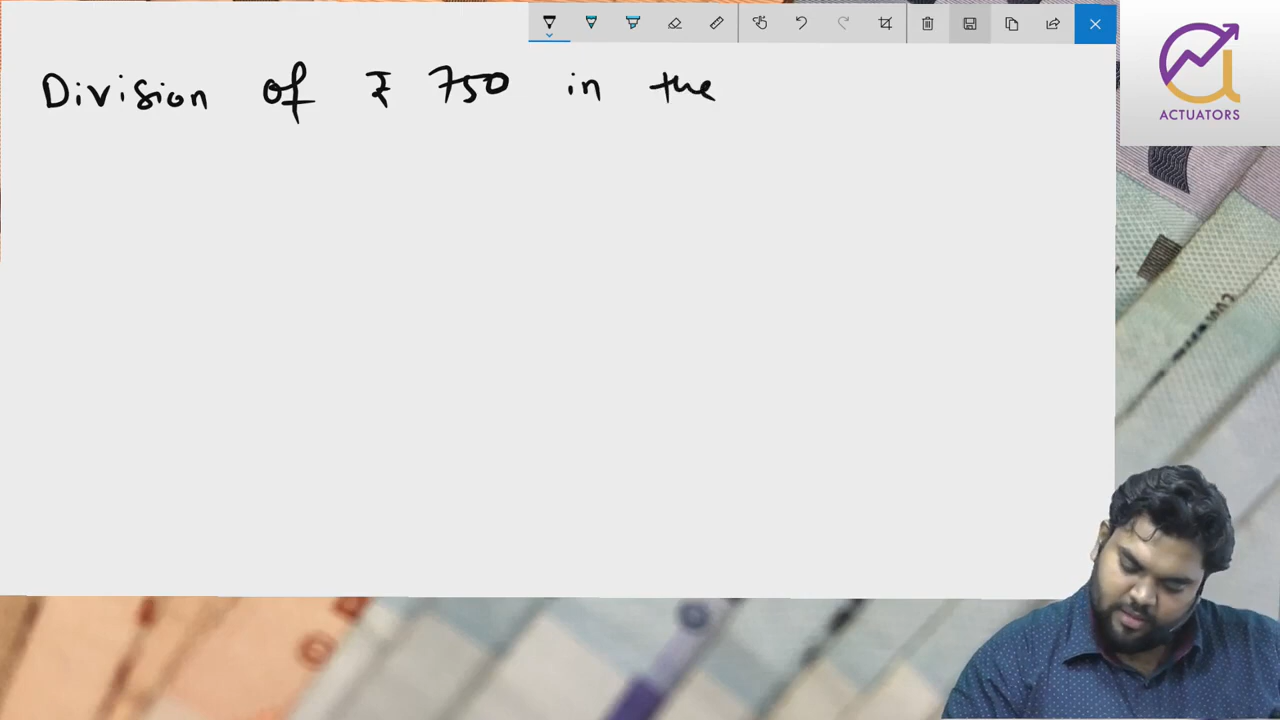 Division of ₹ 750 in the
ACTUATORS